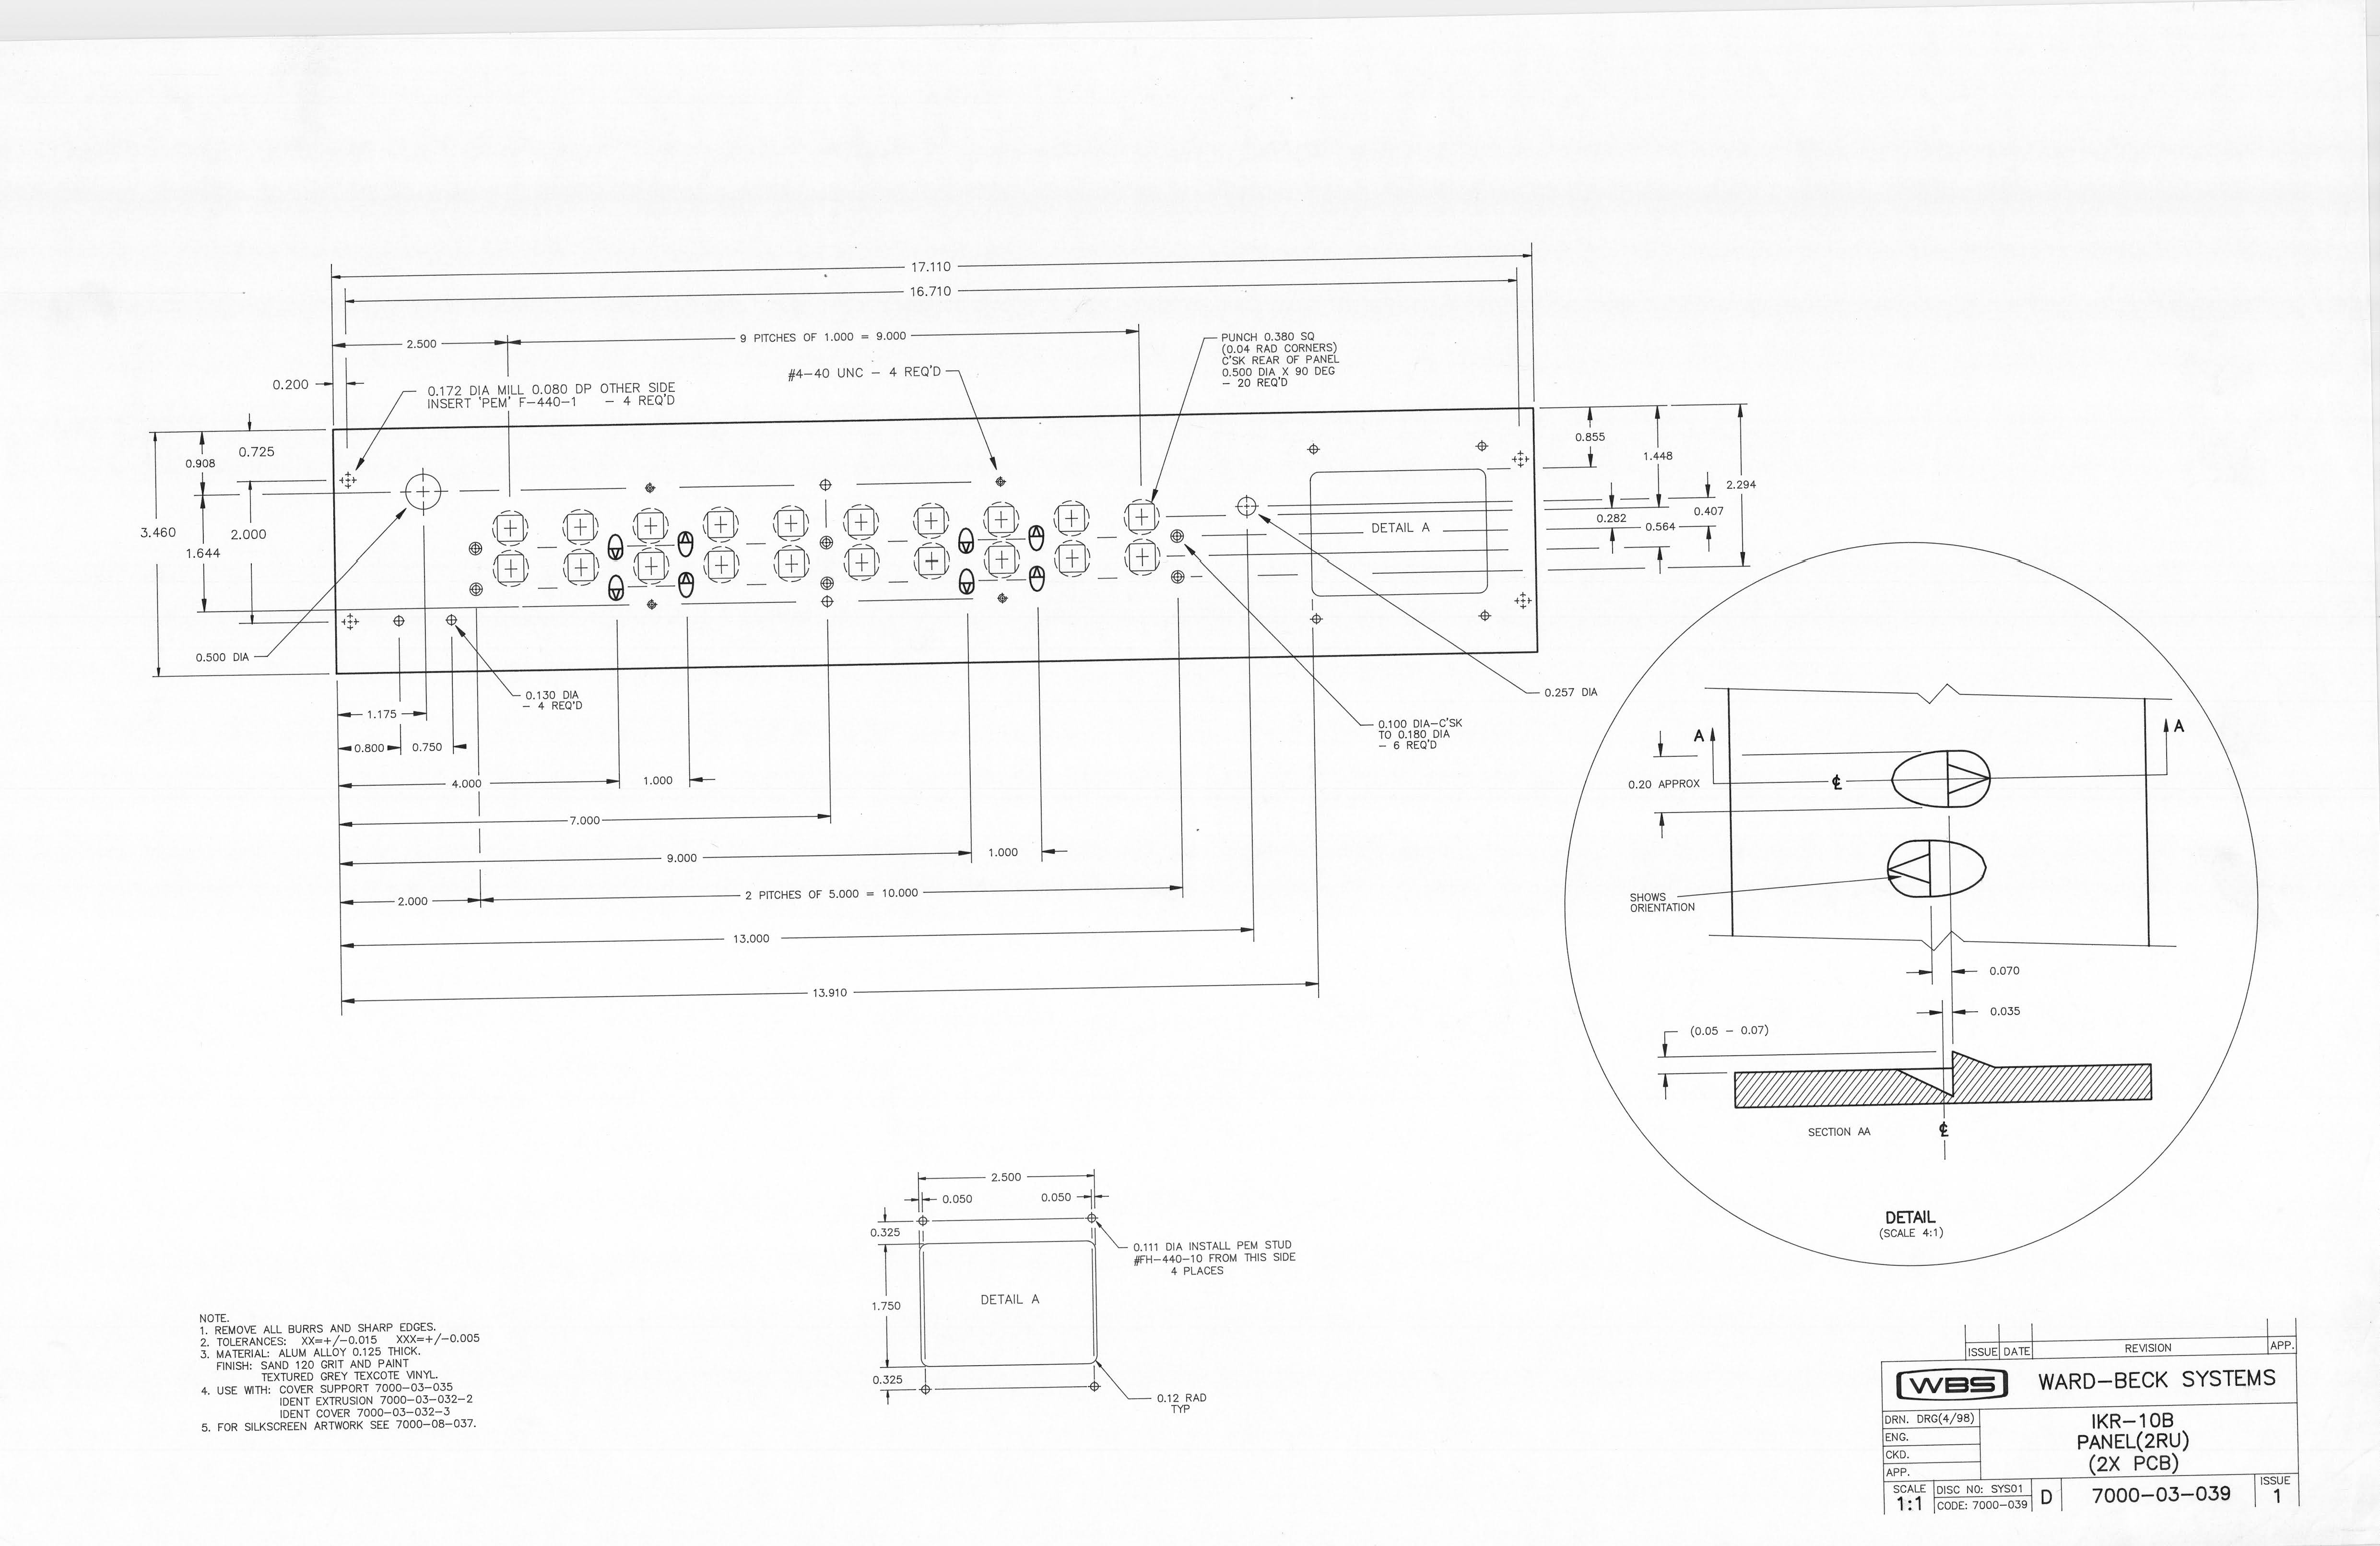 17.110
16.710
2.500
9 PITCHES OF 1.000 = 9.000
PUNCH 0.380 SQ
(0.04 RAD CORNERS)
C'SK REAR OF PANEL
0.500 DIA X 90 DEG
- 20 REQ'D
#4-40 UNC - 4 REQ'D
0.200
0.172 DIA MILL 0.080 DP OTHER SIDE
INSERT 'PEM' F-440-1 - 4 REQ'D
0.725
0.908
3.460
2.000
1.644
0.855
1.448
2.294
0.282
0.407
0.564
DETAIL A
0.500 DIA
0.130 DIA
- 4 REQ'D
0.257 DIA
0.100 DIA-C'SK
TO 0.180 DIA
- 6 REQ'D
1.175
0.800
0.750
4.000
1.000
7.000
9.000
1.000
2.000
2 PITCHES OF 5.000 = 10.000
13.000
13.910
A
A
0.20 APPROX
℄
SHOWS
ORIENTATION
0.070
0.035
(0.05 - 0.07)
SECTION AA
℄
DETAIL
(SCALE 4:1)
2.500
0.050
0.050
0.325
0.111 DIA INSTALL PEM STUD
#FH-440-10 FROM THIS SIDE
4 PLACES
1.750
DETAIL A
0.325
0.12 RAD
TYP
NOTE.
1. REMOVE ALL BURRS AND SHARP EDGES.
2. TOLERANCES: XX=+/-0.015 XXX=+/-0.005
3. MATERIAL: ALUM ALLOY 0.125 THICK.
FINISH: SAND 120 GRIT AND PAINT
TEXTURED GREY TEXCOTE VINYL.
4. USE WITH: COVER SUPPORT 7000-03-035
IDENT EXTRUSION 7000-03-032-2
IDENT COVER 7000-03-032-3
5. FOR SILKSCREEN ARTWORK SEE 7000-08-037.
ISSUE DATE REVISION APP.
WBS WARD-BECK SYSTEMS
DRN. DRG(4/98)
ENG.
CKD.
APP.
IKR-10B
PANEL(2RU)
(2X PCB)
SCALE
1:1
DISC NO: SYS01
CODE: 7000-039
D
7000-03-039
ISSUE
1